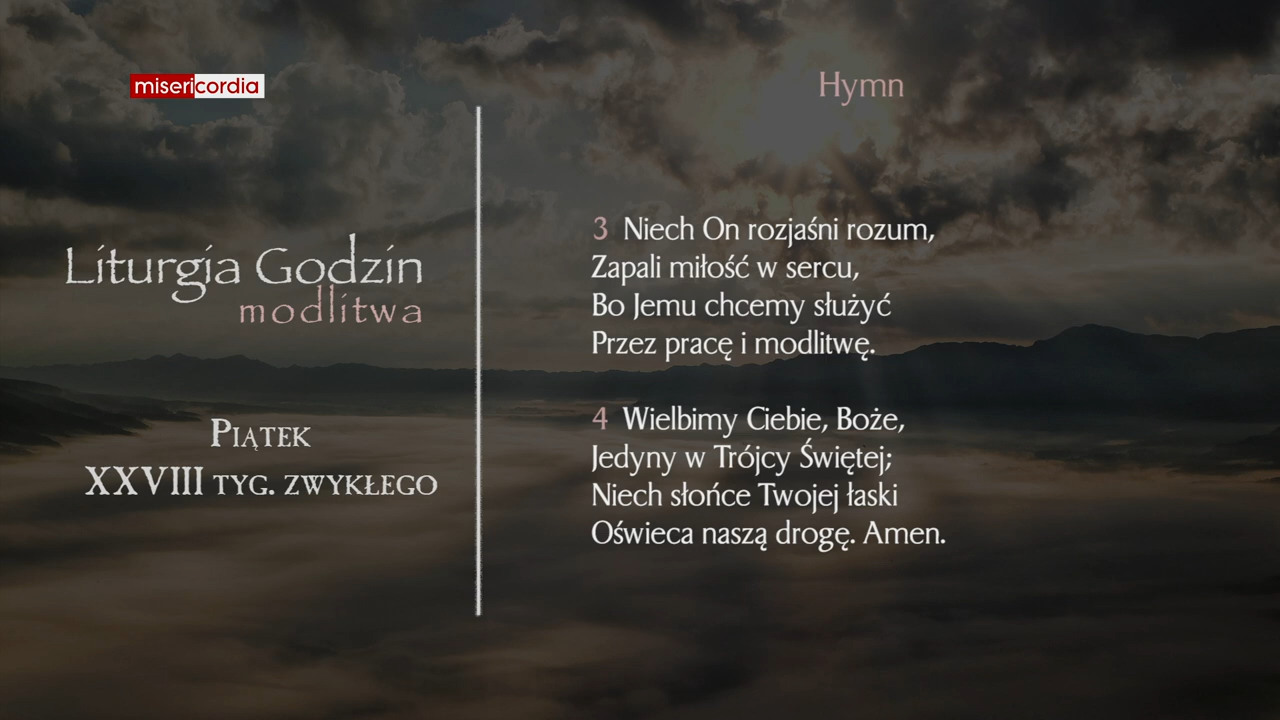 misericordia
Liturgia Godzin
modlitwa
Piątek
XXVIII tyg. zwykłego
Hymn
3 Niech On rozjaśni rozum,
Zapali miłość w sercu,
Bo Jemu chcemy służyć
Przez pracę i modlitwę.
4 Wielbimy Ciebie, Boże,
Jedyny w Trójcy Świętej;
Niech słońce Twojej łaski
Oświeca naszą drogę. Amen.